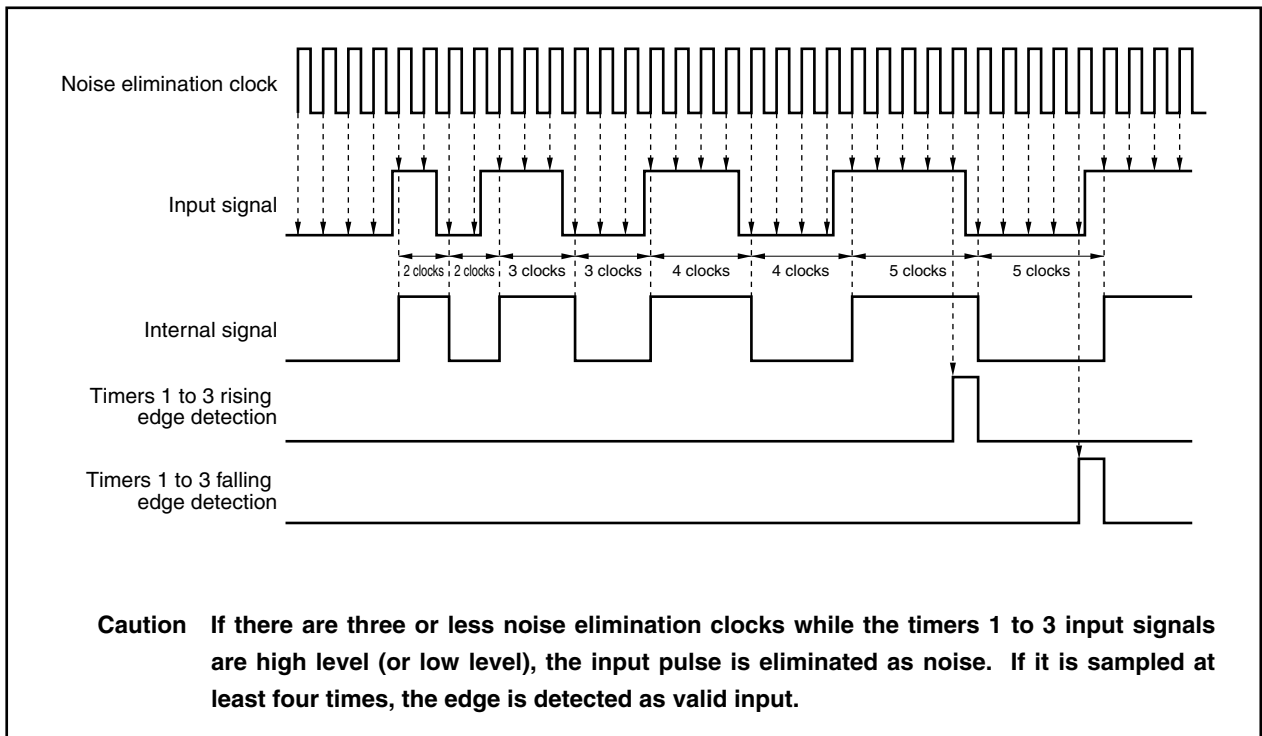 Noise elimination clock
Input signal
2 clocks 2 clocks 3 clocks 3 clocks 4 clocks 4 clocks 5 clocks 5 clocks
Internal signal
Timers 1 to 3 rising
edge detection
Timers 1 to 3 falling
edge detection
Caution If there are three or less noise elimination clocks while the timers 1 to 3 input signals
are high level (or low level), the input pulse is eliminated as noise. If it is sampled at
least four times, the edge is detected as valid input.